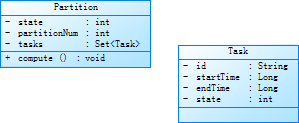 Partition
- state : int
- partitionNum : int
- tasks : Set<Task>
+ compute () : void
Task
- id : String
- startTime : Long
- endTime : Long
- state : int